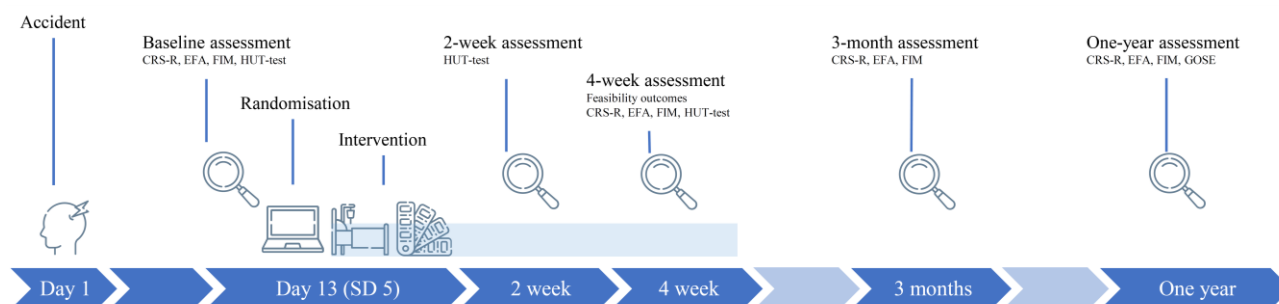 Accident
Baseline assessment
CRS-R, EFA, FIM, HUT-test
Randomisation
Intervention
2-week assessment
HUT-test
4-week assessment
Feasibility outcomes
CRS-R, EFA, FIM, HUT-test
3-month assessment
CRS-R, EFA, FIM
One-year assessment
CRS-R, EFA, FIM, GOSE
Day 1
Day 13 (SD 5)
2 week
4 week
3 months
One year